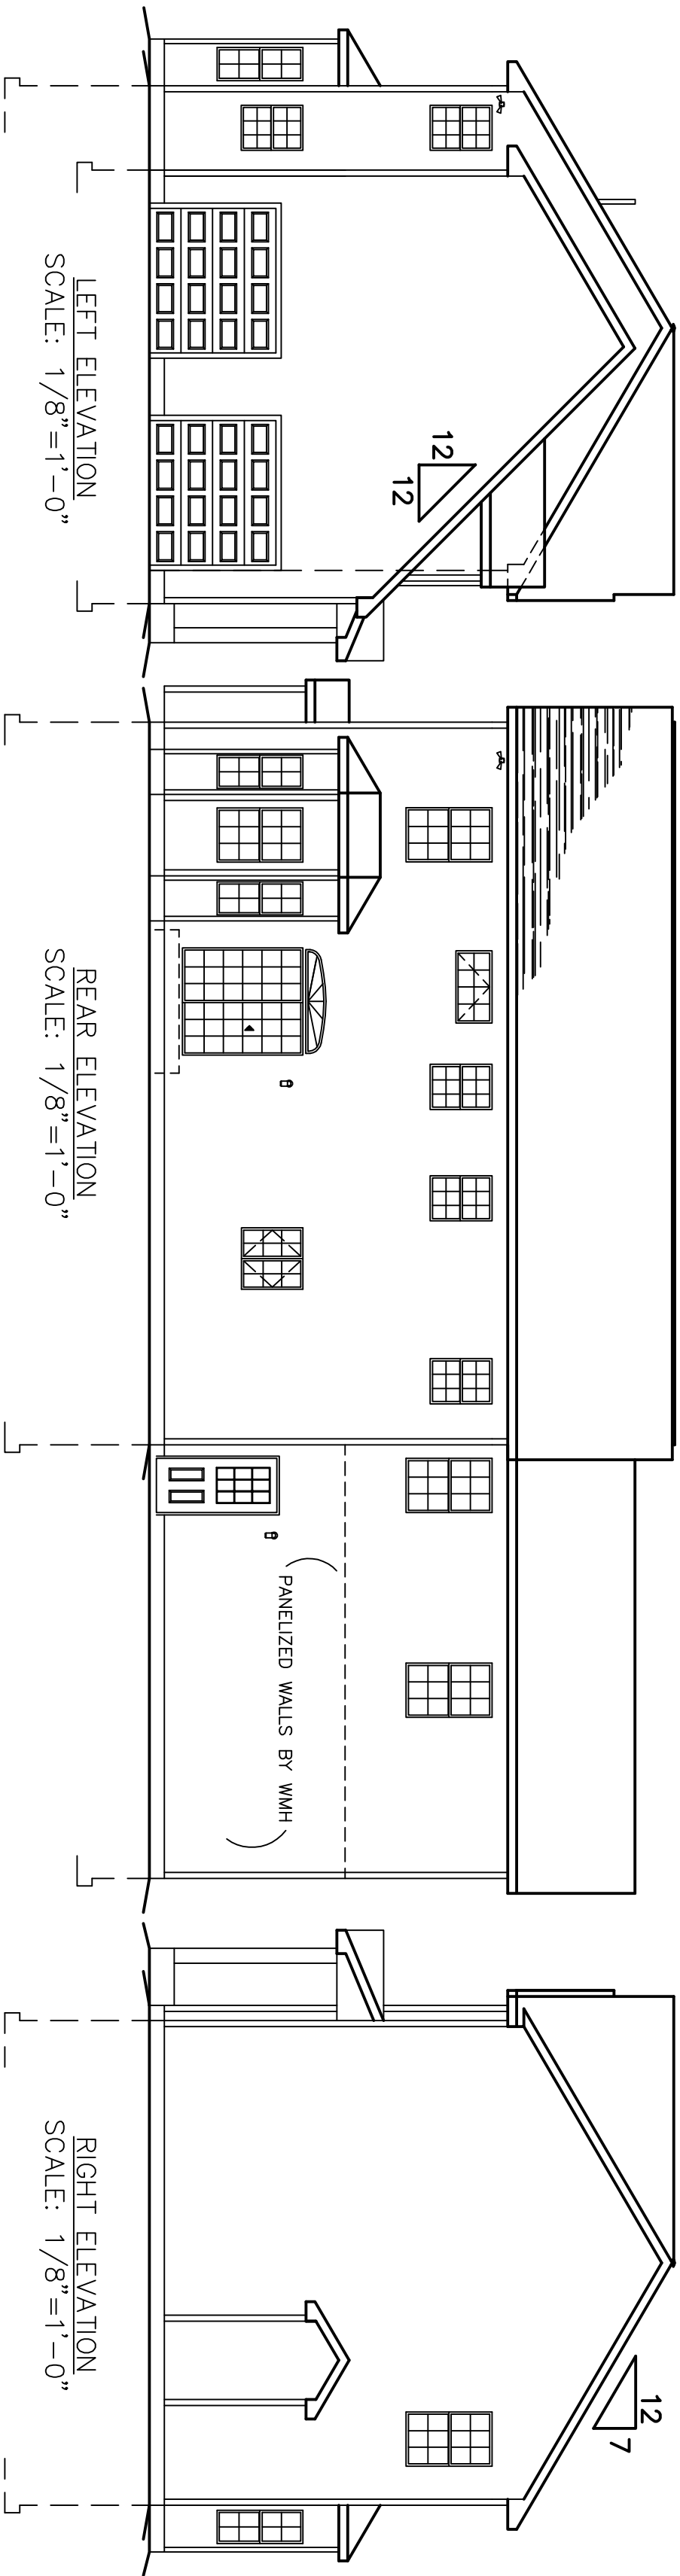 12
12
LEFT ELEVATION
SCALE: 1/8"=1'-0"
PANELIZED WALLS BY WMH
REAR ELEVATION
SCALE: 1/8"=1'-0"
12
7
RIGHT ELEVATION
SCALE: 1/8"=1'-0"